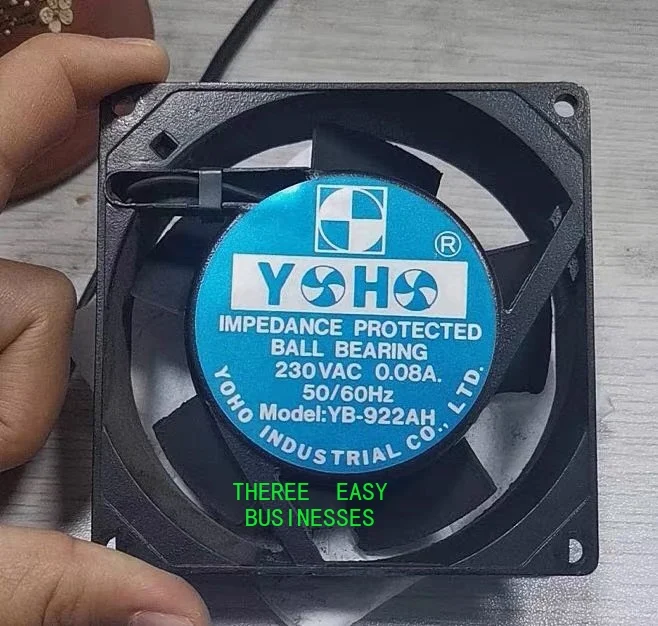 ®
YOHO
IMPEDANCE PROTECTED
BALL BEARING
230VAC 0.08A.
50/60Hz
Model:YB-922AH
YOHO INDUSTRIAL CO., LTD.
THEREE EASY
BUSINESSES